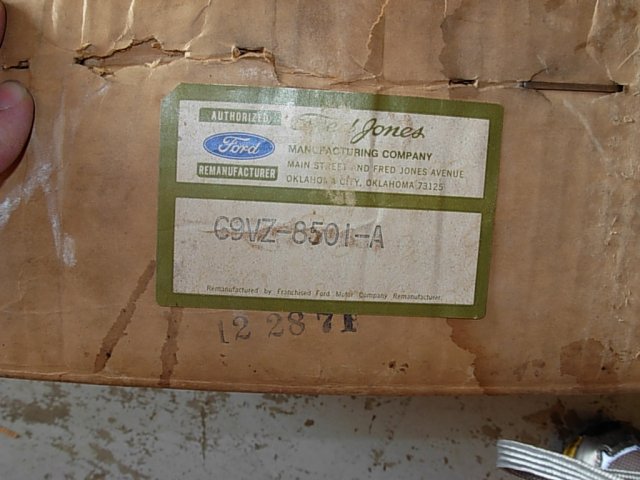 AUTHORIZED
Ford
REMANUFACTURER
Fred Jones
MANUFACTURING COMPANY
MAIN STREET AND FRED JONES AVENUE
OKLAHOMA CITY, OKLAHOMA 73125
C9VZ-8501-A
Remanufactured by Franchised Ford Motor Company Remanufacturer.
12 28 71